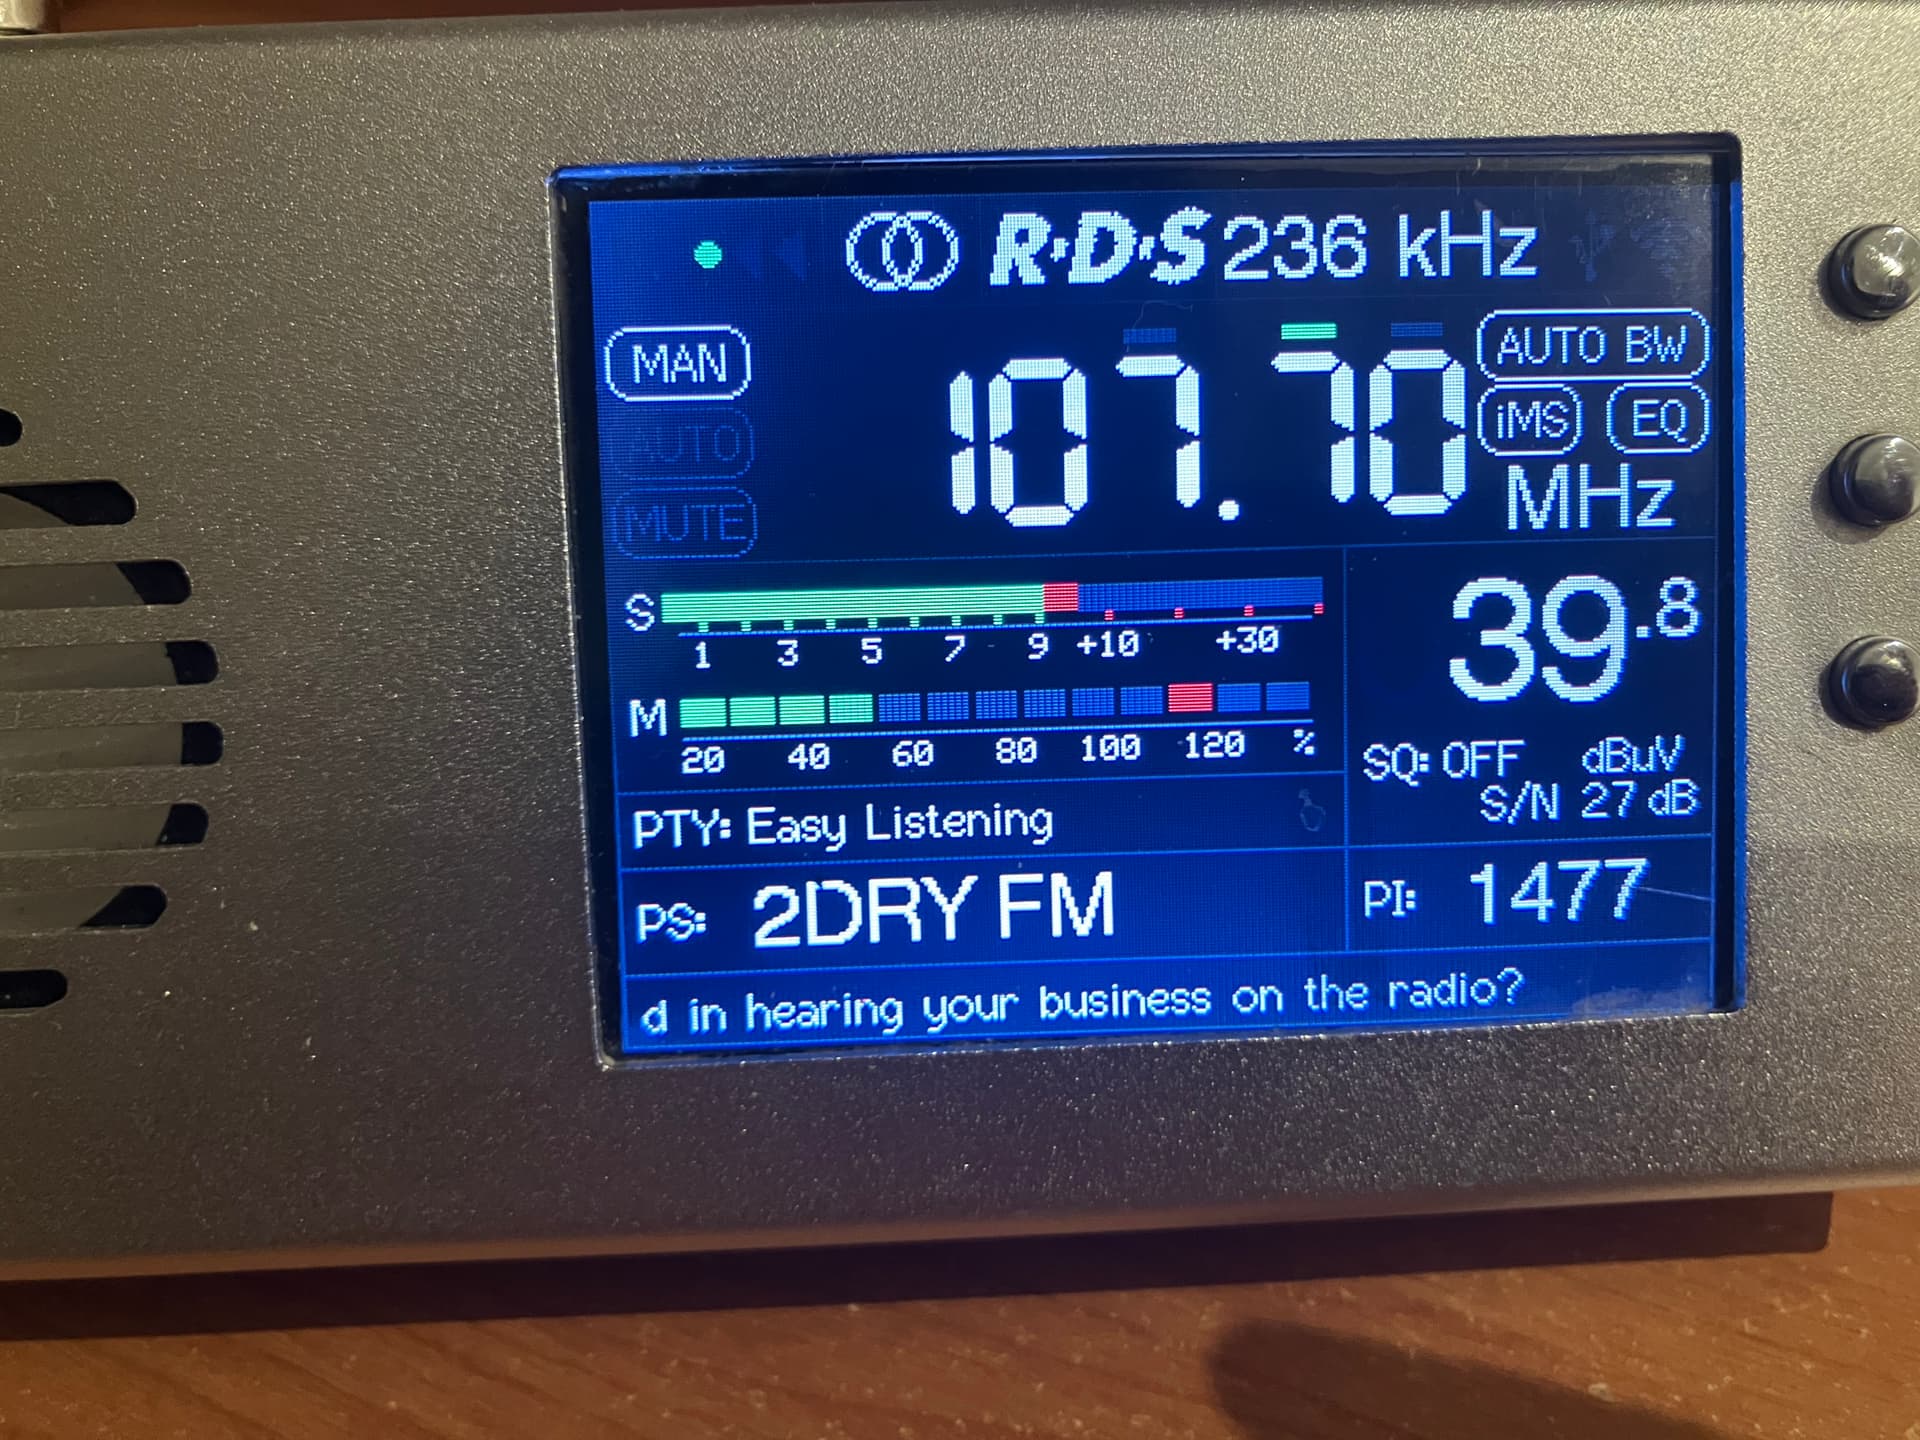 R·D·S 236 kHz
MAN
AUTO
MUTE
107.70
AUTO BW
iMS EQ
MHz
S
1 3 5 7 9 +10 +30
M
20 40 60 80 100 120 %
39.8
SQ: OFF dBuV
S/N 27 dB
PTY: Easy Listening
PS: 2DRY FM
PI: 1477
d in hearing your business on the radio?